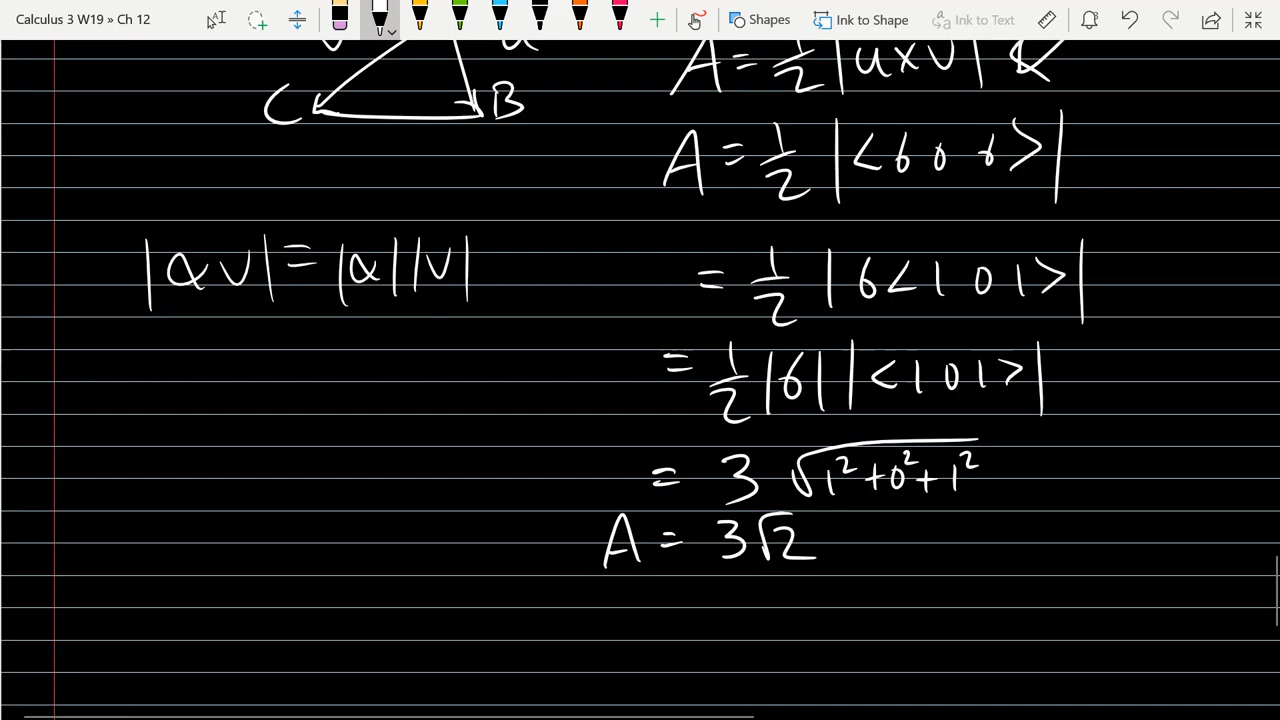 Calculus 3 W19 » Ch 12
Shapes
Ink to Shape
Ink to Text
v u
C B
A = 1/2 |u x v|
A = 1/2 |<6 0 6>|
|αv| = |α||v|
= 1/2 |6<1 0 1>|
= 1/2 |6| |<1 0 1>|
= 3 √(1² + 0² + 1²)
A = 3√2